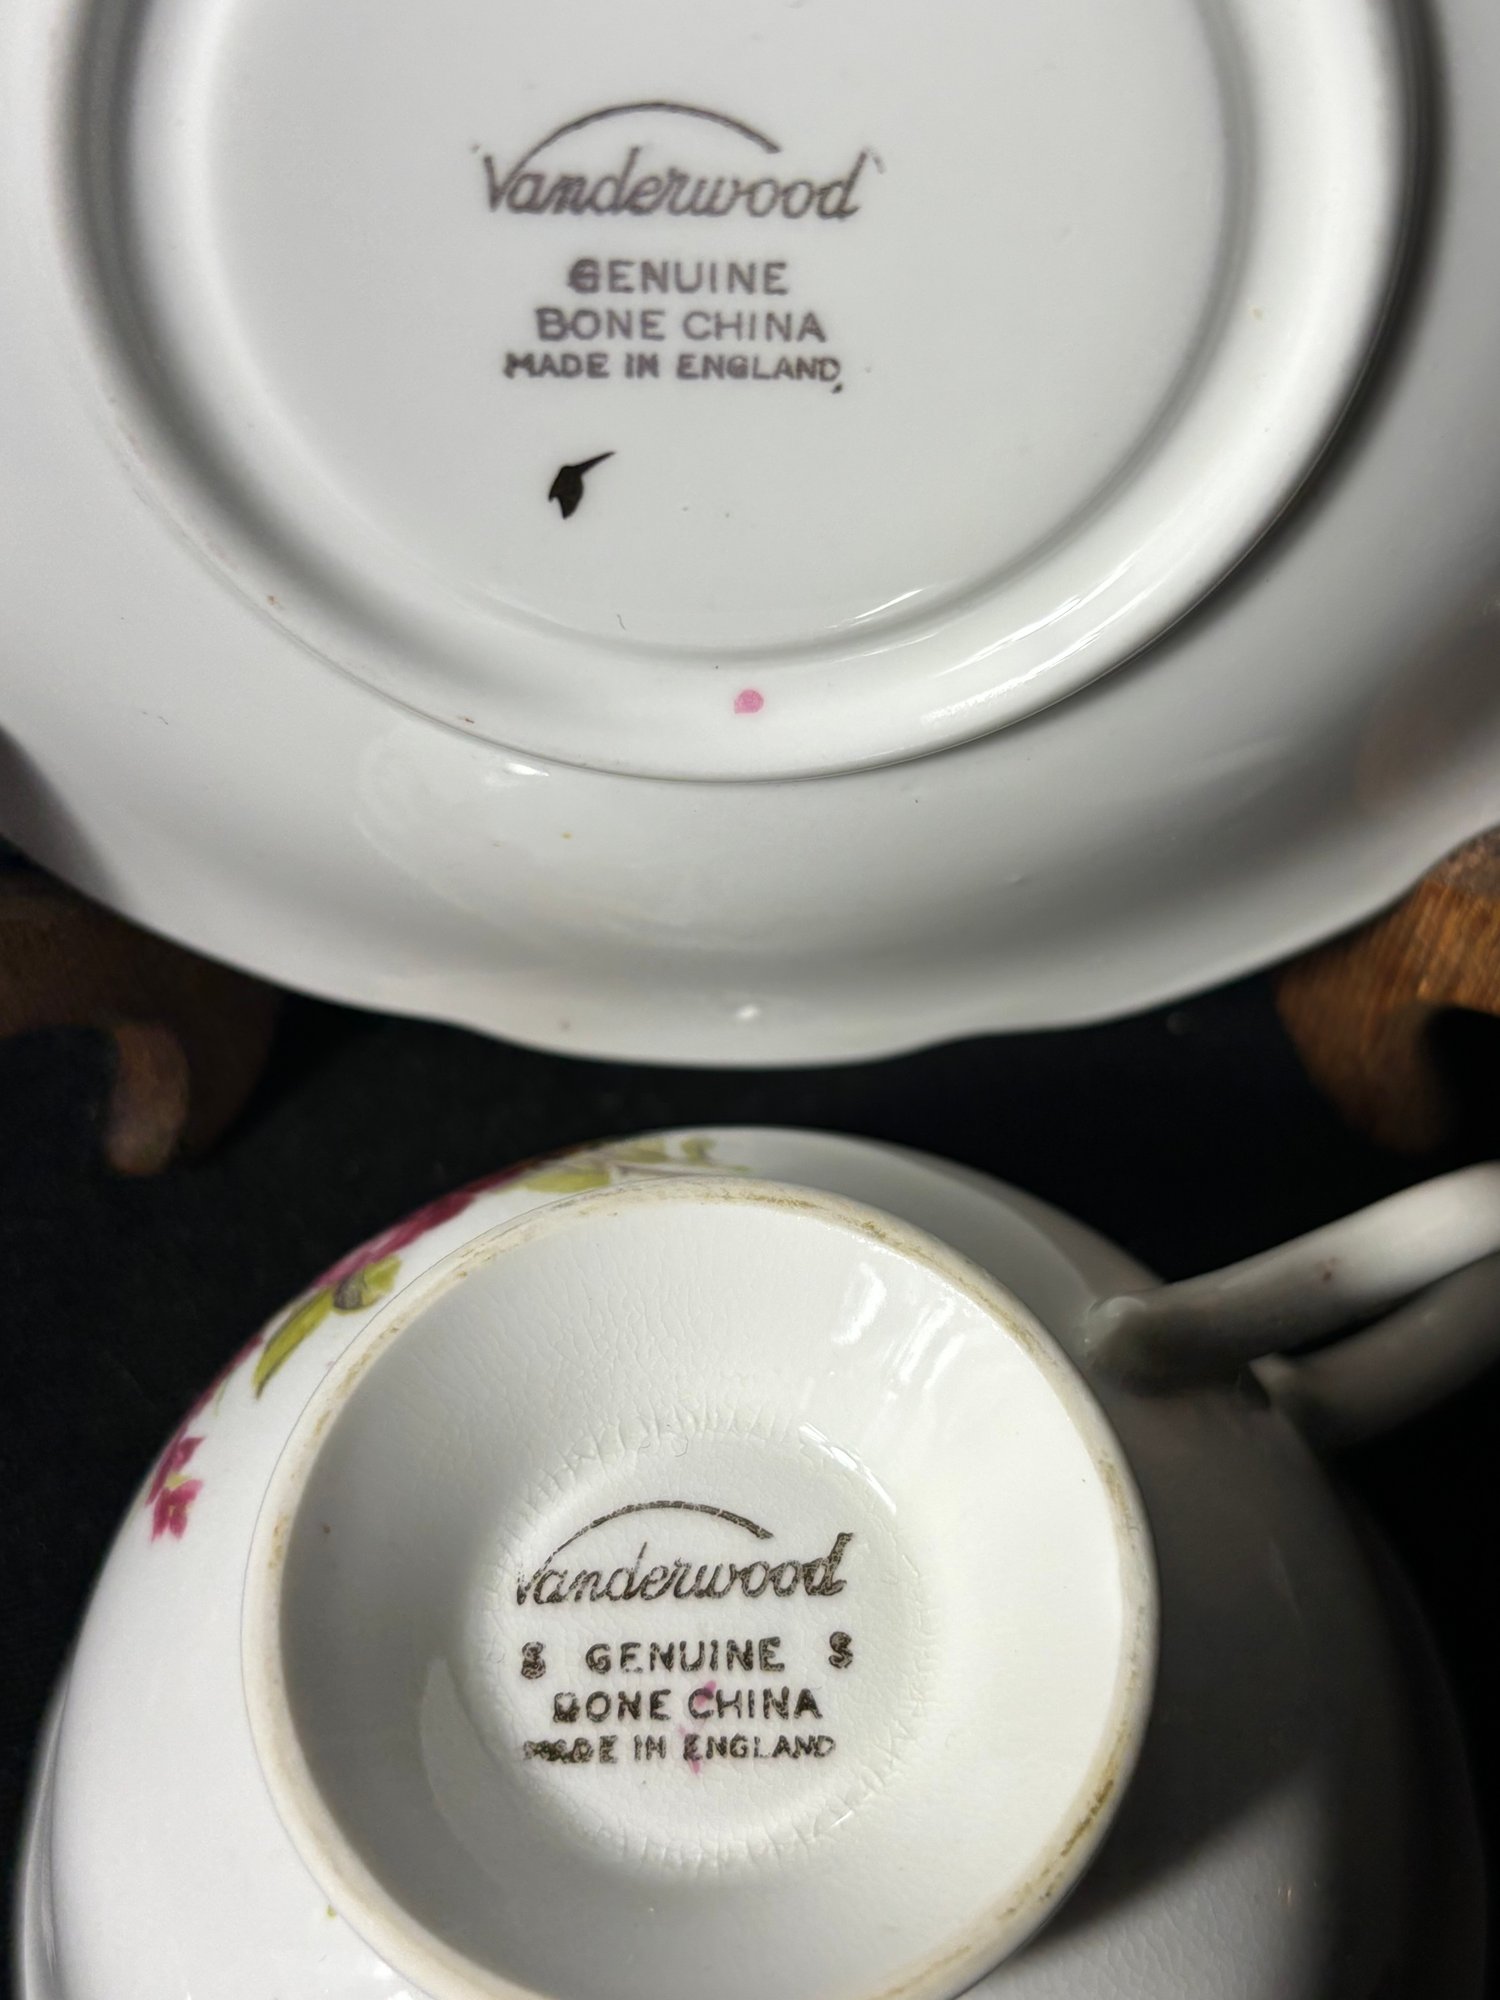 Vanderwood
GENUINE
BONE CHINA
MADE IN ENGLAND
Vanderwood
S GENUINE S
BONE CHINA
MADE IN ENGLAND